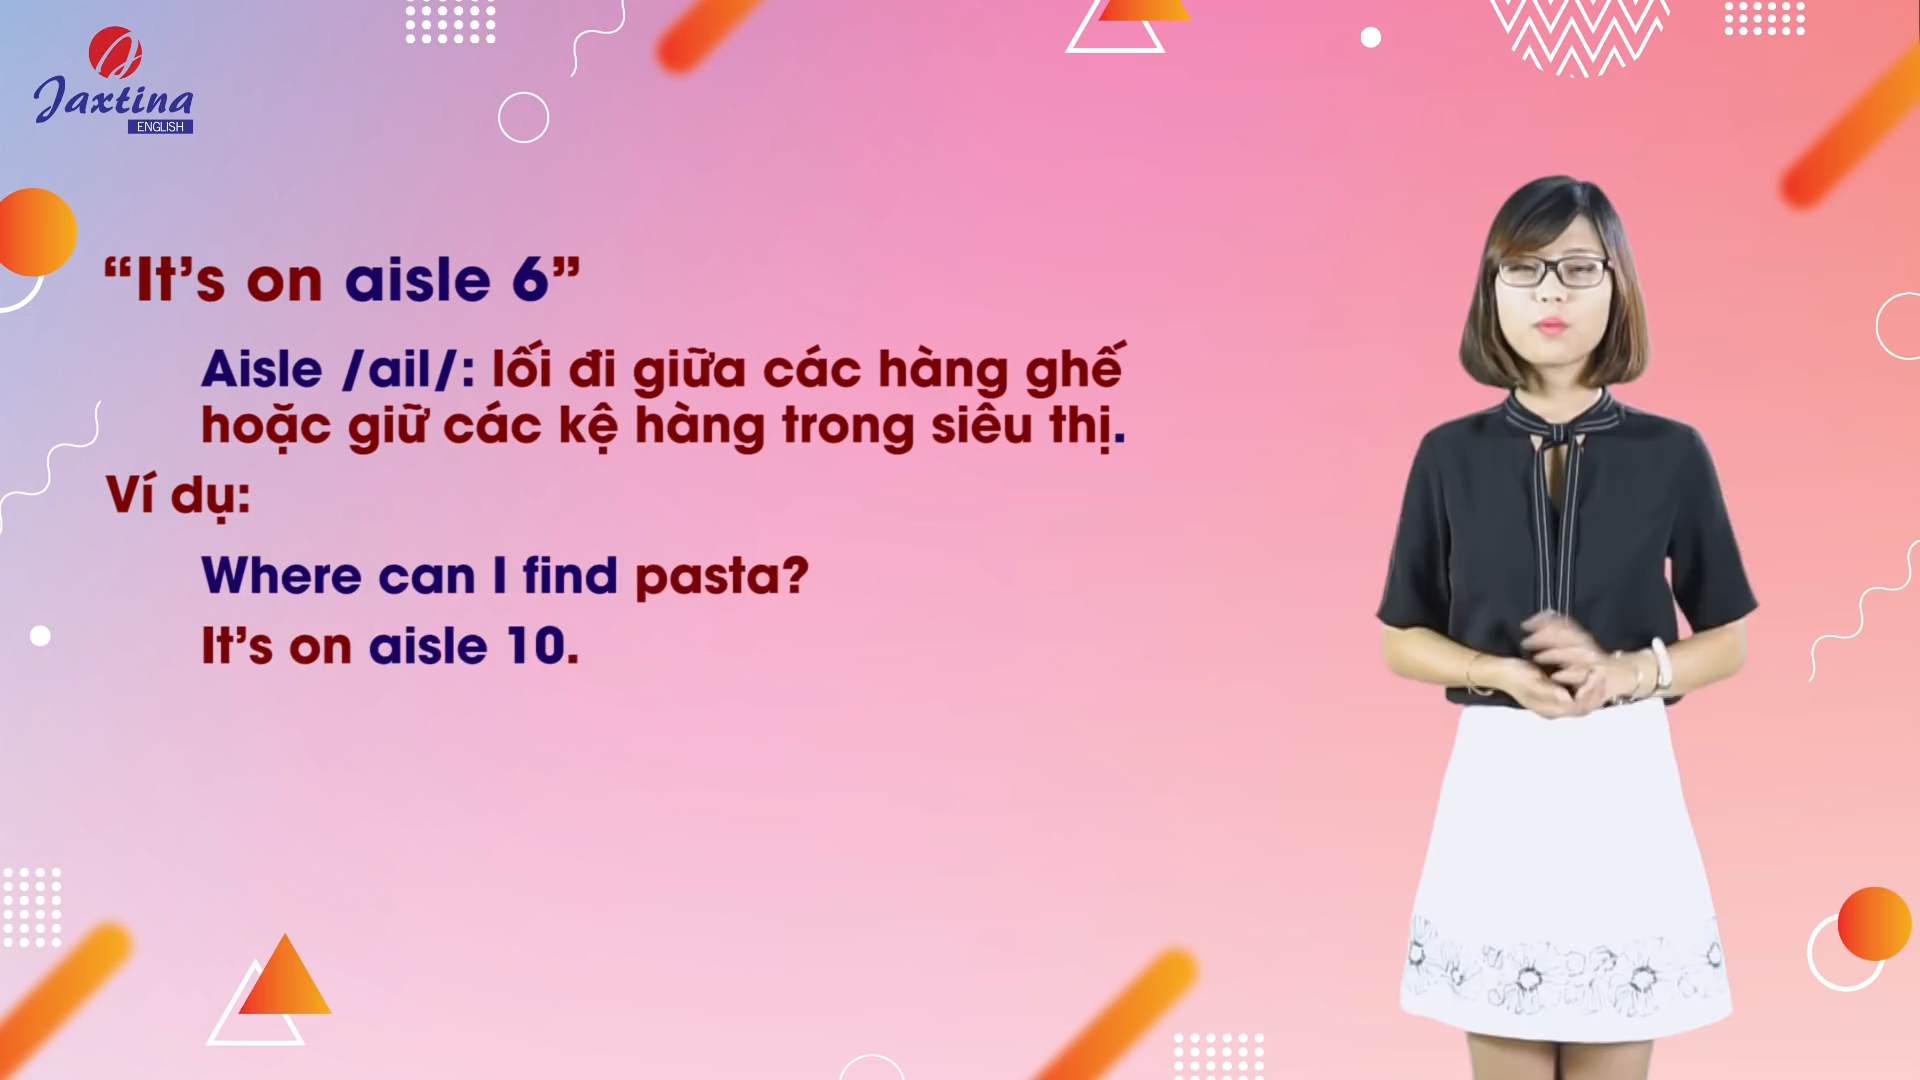 Jaxtina
ENGLISH
“It’s on aisle 6”
Aisle /ail/: lối đi giữa các hàng ghế
hoặc giữ các kệ hàng trong siêu thị.
Ví dụ:
Where can I find pasta?
It’s on aisle 10.